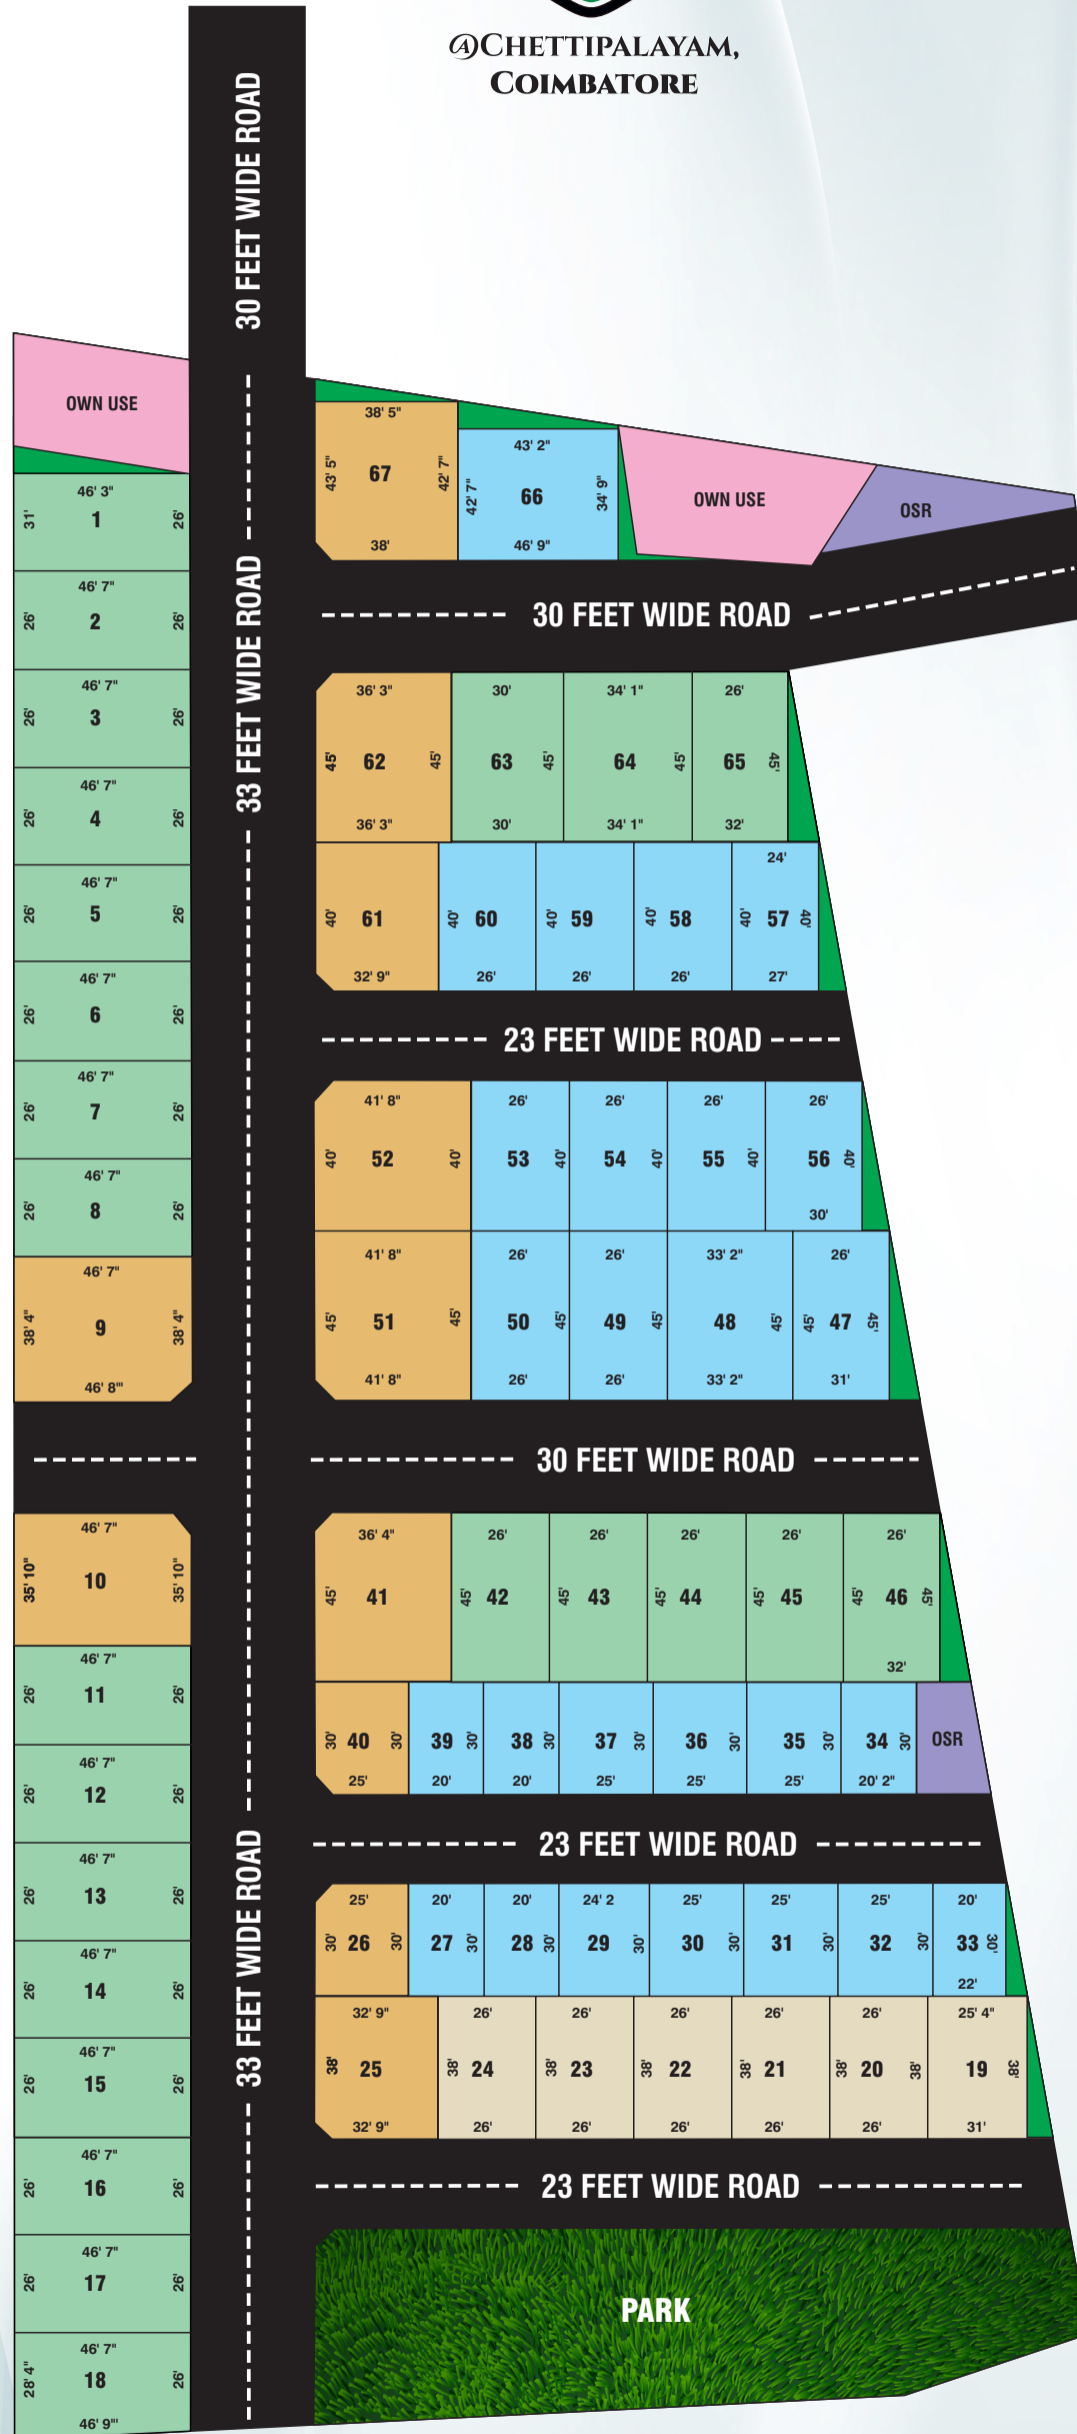 @CHETTIPALAYAM,
COIMBATORE
30 FEET WIDE ROAD
OWN USE
46' 3"
31' 1 26'
46' 7"
26' 2 26'
46' 7"
26' 3 26'
46' 7"
26' 4 26'
46' 7"
26' 5 26'
46' 7"
26' 6 26'
46' 7"
26' 7 26'
46' 7"
26' 8 26'
46' 7"
38' 4" 9 38' 4"
46' 8"'
46' 7"
35' 10" 10 35' 10"
46' 7"
26' 11 26'
46' 7"
26' 12 26'
46' 7"
26' 13 26'
46' 7"
26' 14 26'
46' 7"
26' 15 26'
46' 7"
26' 16 26'
46' 7"
26' 17 26'
46' 7"
28' 4" 18 26'
46' 9"'
33 FEET WIDE ROAD
33 FEET WIDE ROAD
38' 5"
43' 5" 67 42' 7"
38'
43' 2"
42' 7" 66 34' 9"
46' 9"
OWN USE
OSR
30 FEET WIDE ROAD
36' 3" 30' 34' 1" 26'
45' 62 45' 63 45' 64 45' 65 45'
36' 3" 30' 34' 1" 32'
24'
40' 61 40' 60 40' 59 40' 58 40' 57 40'
32' 9" 26' 26' 26' 27'
23 FEET WIDE ROAD
41' 8" 26' 26' 26' 26'
40' 52 40' 53 40' 54 40' 55 40' 56 40'
30'
41' 8" 26' 26' 33' 2" 26'
45' 51 45' 50 45' 49 45' 48 45' 45' 47 45'
41' 8" 26' 26' 33' 2" 31'
30 FEET WIDE ROAD
36' 4" 26' 26' 26' 26' 26'
45' 41 45' 42 45' 43 45' 44 45' 45 45' 46 45'
32'
30' 40 30' 39 30' 38 30' 37 30' 36 30' 35 30' 34 30' OSR
25' 20' 20' 25' 25' 25' 20' 2"
23 FEET WIDE ROAD
25' 20' 20' 24' 2 25' 25' 25' 20'
30' 26 30' 27 30' 28 30' 29 30' 30 30' 31 30' 32 30' 33 30'
22'
32' 9" 26' 26' 26' 26' 26' 25' 4"
38' 25 38' 24 38' 23 38' 22 38' 21 38' 20 38' 19 38'
32' 9" 26' 26' 26' 26' 26' 31'
23 FEET WIDE ROAD
PARK